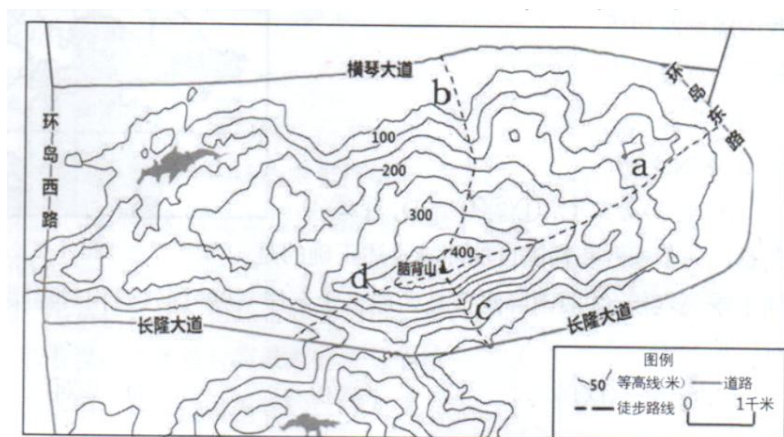 横琴大道
b
环岛东路
100
环岛西路
a
200
300
400
脑背山
d
c
长隆大道
长隆大道
图例
50 等高线(米) 道路
徒步路线 0 1千米